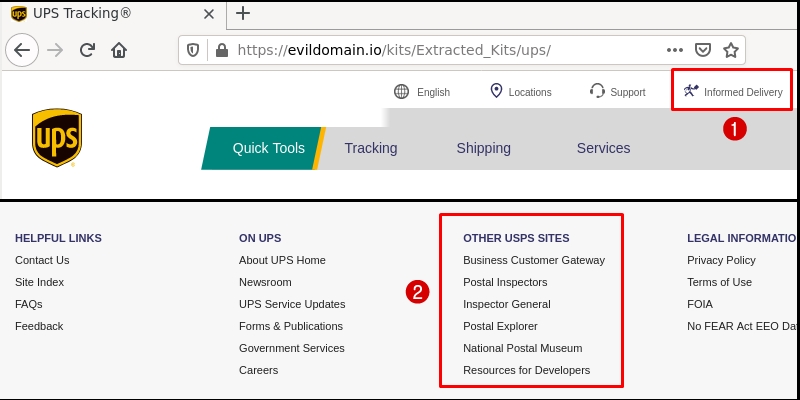 UPS Tracking®
https://evildomain.io/kits/Extracted_Kits/ups/
English Locations Support Informed Delivery
1
ups
Quick Tools Tracking Shipping Services
HELPFUL LINKS
Contact Us
Site Index
FAQs
Feedback
ON UPS
About UPS Home
Newsroom
UPS Service Updates
Forms & Publications
Government Services
Careers
2
OTHER USPS SITES
Business Customer Gateway
Postal Inspectors
Inspector General
Postal Explorer
National Postal Museum
Resources for Developers
LEGAL INFORMATIO
Privacy Policy
Terms of Use
FOIA
No FEAR Act EEO Da